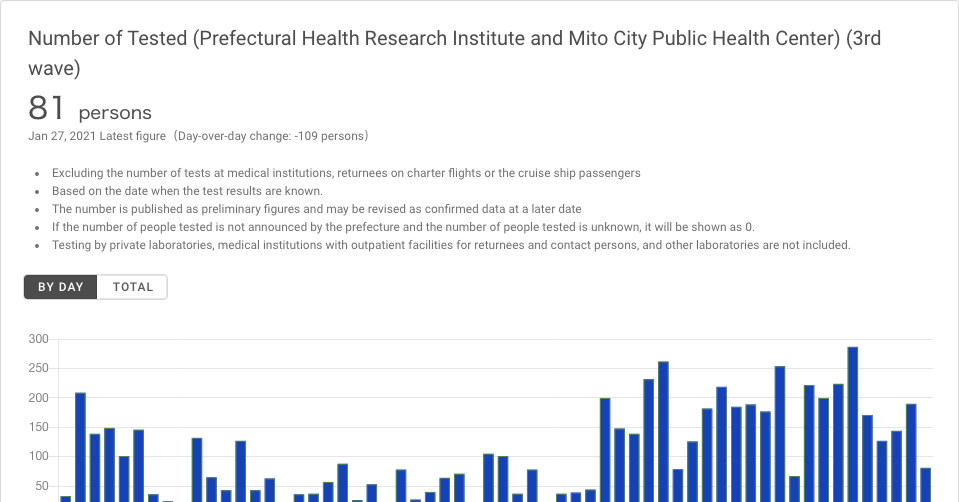 Number of Tested (Prefectural Health Research Institute and Mito City Public Health Center) (3rd
wave)
81 persons
Jan 27, 2021 Latest figure（Day-over-day change: -109 persons）
• Excluding the number of tests at medical institutions, returnees on charter flights or the cruise ship passengers
• Based on the date when the test results are known.
• The number is published as preliminary figures and may be revised as confirmed data at a later date
• If the number of people tested is not announced by the prefecture and the number of people tested is unknown, it will be shown as 0.
• Testing by private laboratories, medical institutions with outpatient facilities for returnees and contact persons, and other laboratories are not included.
BY DAY TOTAL
300
250
200
150
100
50